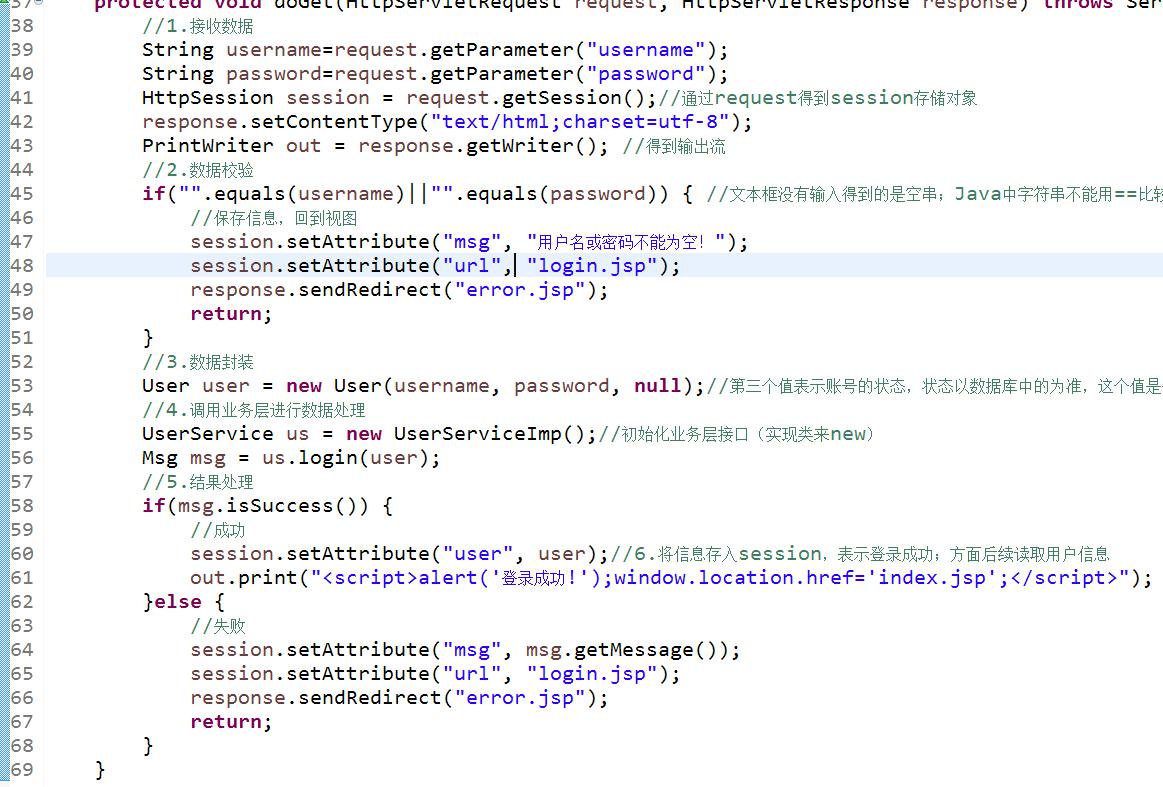 37 protected void doGet(HttpServletRequest request, HttpServletResponse response) throws Ser
38 //1.接收数据
39 String username=request.getParameter("username");
40 String password=request.getParameter("password");
41 HttpSession session = request.getSession();//通过request得到session存储对象
42 response.setContentType("text/html;charset=utf-8");
43 PrintWriter out = response.getWriter(); //得到输出流
44 //2.数据校验
45 if("".equals(username)||"".equals(password)) { //文本框没有输入得到的是空串；Java中字符串不能用==比较
46 //保存信息，回到视图
47 session.setAttribute("msg", "用户名或密码不能为空！");
48 session.setAttribute("url", "login.jsp");
49 response.sendRedirect("error.jsp");
50 return;
51 }
52 //3.数据封装
53 User user = new User(username, password, null);//第三个值表示账号的状态，状态以数据库中的为准，这个值是
54 //4.调用业务层进行数据处理
55 UserService us = new UserServiceImp();//初始化业务层接口（实现类来new）
56 Msg msg = us.login(user);
57 //5.结果处理
58 if(msg.isSuccess()) {
59 //成功
60 session.setAttribute("user", user);//6.将信息存入session，表示登录成功；方面后续读取用户信息
61 out.print("<script>alert('登录成功！');window.location.href='index.jsp';</script>");
62 }else {
63 //失败
64 session.setAttribute("msg", msg.getMessage());
65 session.setAttribute("url", "login.jsp");
66 response.sendRedirect("error.jsp");
67 return;
68 }
69 }